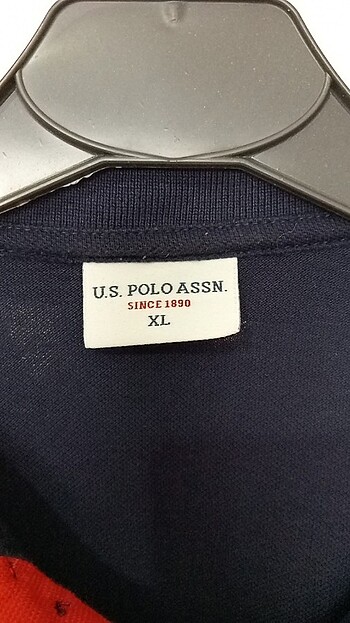 U.S. POLO ASSN.
SINCE 1890
XL